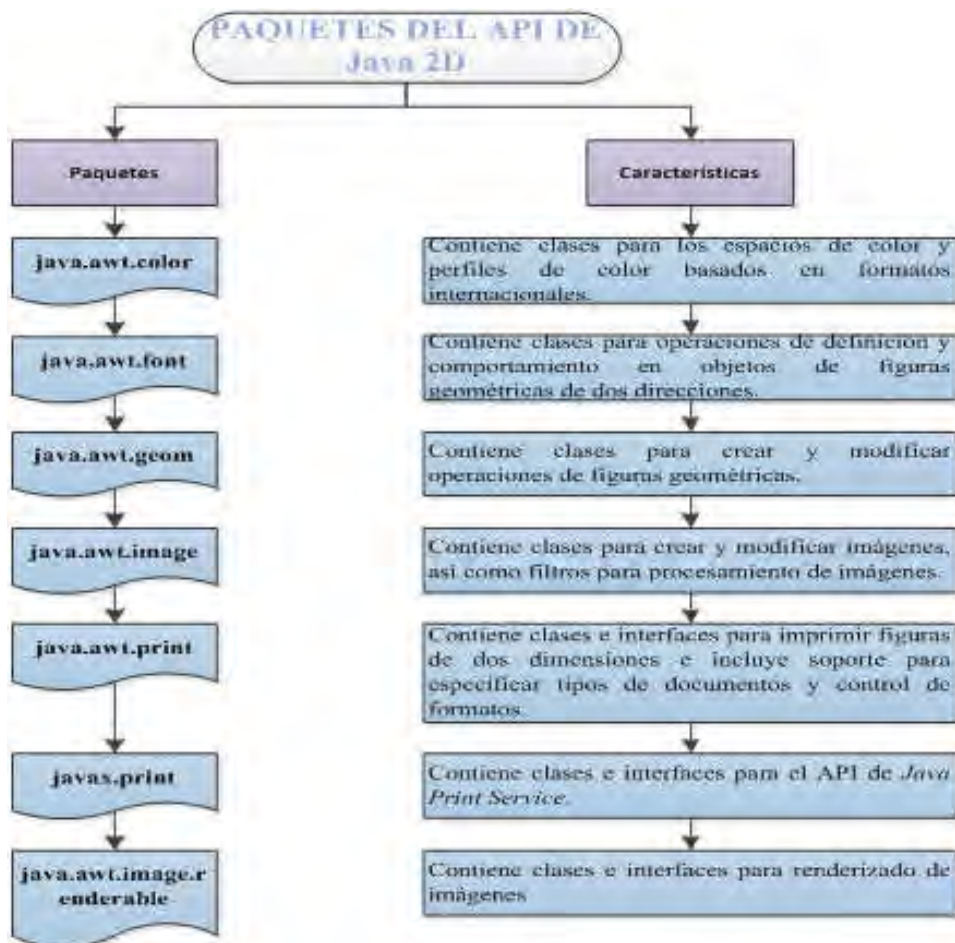 PAQUETES DEL API DE
Java 2D
Paquetes
Características
java.awt.color
Contiene clases para los espacios de color y
perfiles de color basados en formatos
internacionales.
java.awt.font
Contiene clases para operaciones de definición y
comportamiento en objetos de figuras
geométricas de dos direcciones.
java.awt.geom
Contiene clases para crear y modificar
operaciones de figuras geométricas.
java.awt.image
Contiene clases para crear y modificar imágenes,
así como filtros para procesamiento de imágenes.
java.awt.print
Contiene clases e interfaces para imprimir figuras
de dos dimensiones e incluye soporte para
especificar tipos de documentos y control de
formatos.
javax.print
Contiene clases e interfaces para el API de Java
Print Service.
java.awt.image.r
enderable
Contiene clases e interfaces para renderizado de
imágenes